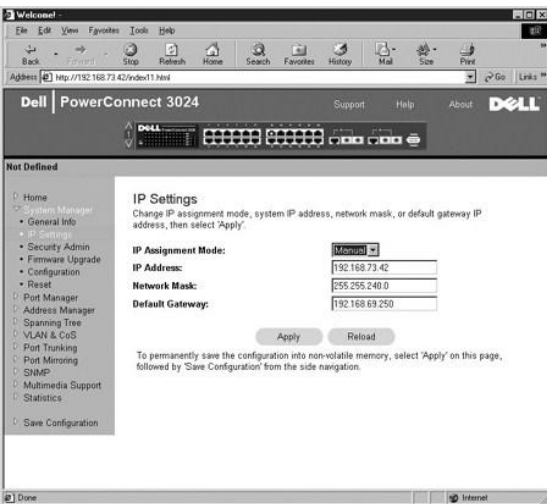 Welcome! -
File Edit View Favorites Tools Help
Back Forward Stop Refresh Home Search Favorites History Mail Size Print
Address http://192.168.73.42/index11.html Go Links
Dell | PowerConnect 3024 Support Help About DELL
DELL
Not Defined
Home
System Manager
• General Info
• IP Settings
• Security Admin
• Firmware Upgrade
• Configuration
• Reset
Port Manager
Address Manager
Spanning Tree
VLAN & CoS
Port Trunking
Port Mirroring
SNMP
Multimedia Support
Statistics
Save Configuration
IP Settings
Change IP assignment mode, system IP address, network mask, or default gateway IP
address, then select 'Apply'.
IP Assignment Mode: Manual
IP Address: 192.168.73.42
Network Mask: 255.255.240.0
Default Gateway: 192.168.69.250
Apply Reload
To permanently save the configuration into non-volatile memory, select 'Apply' on this page,
followed by 'Save Configuration' from the side navigation.
Done Internet